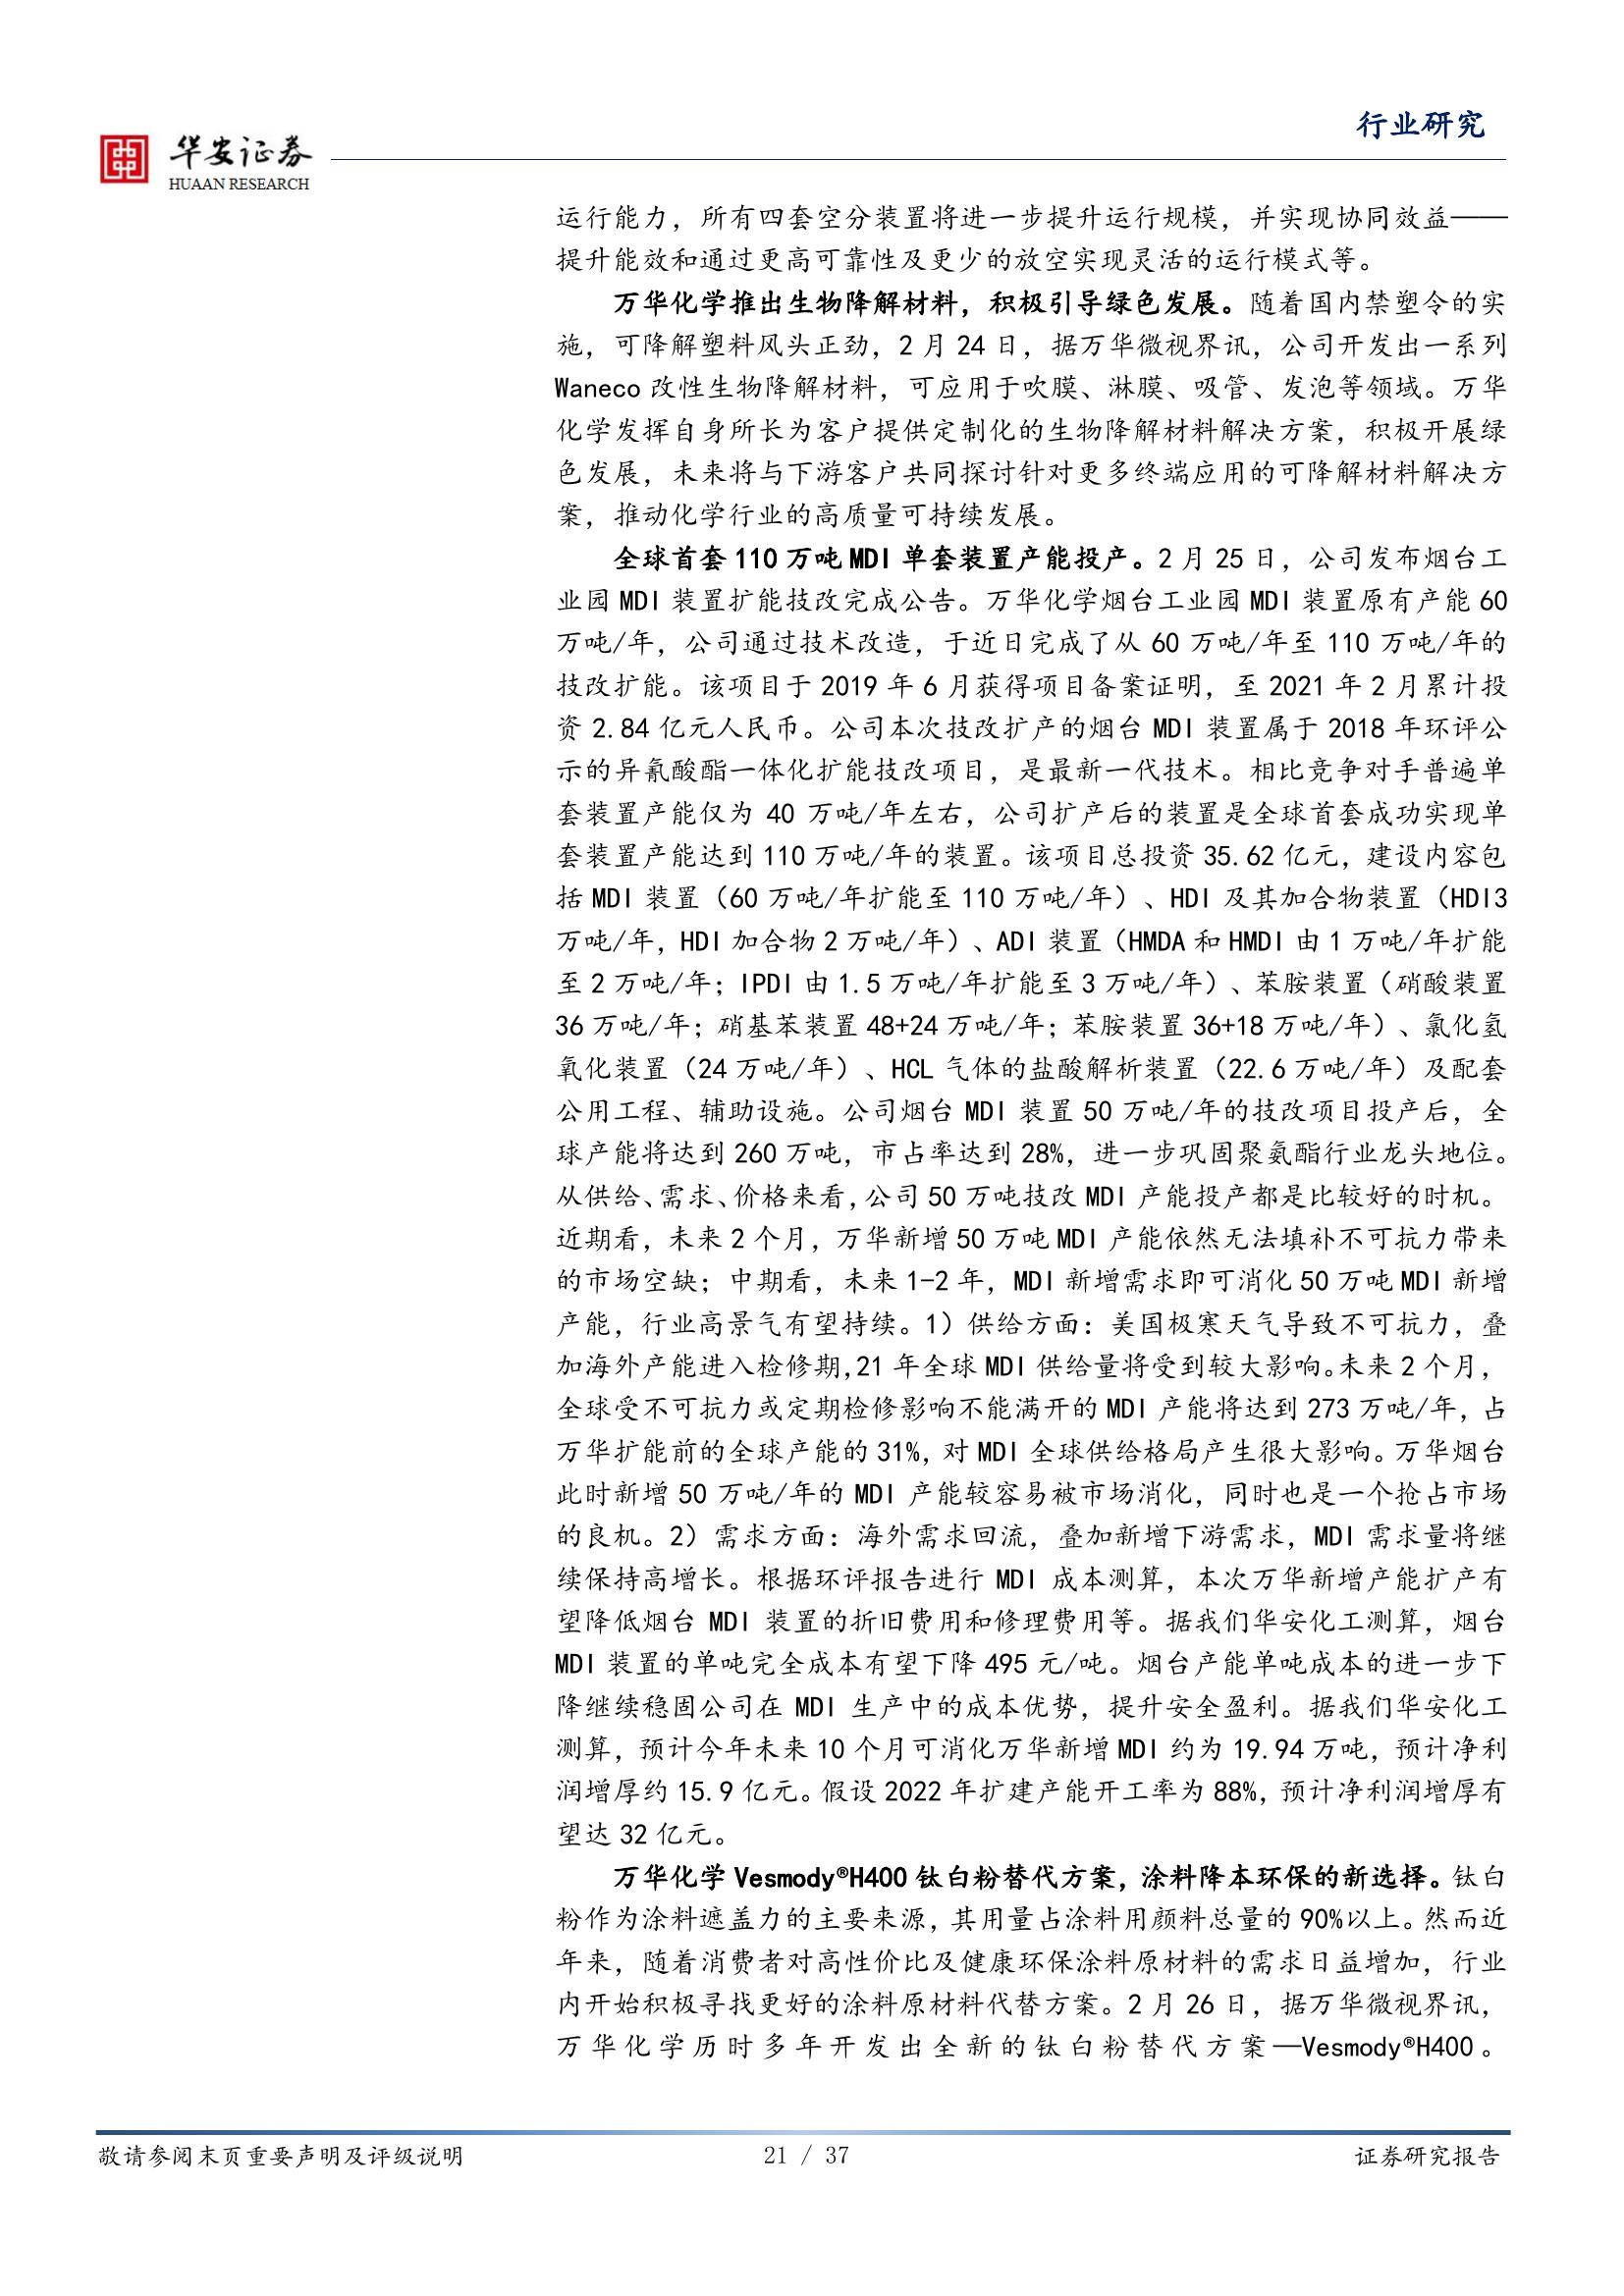 行业研究
华安证券
HUAAN RESEARCH
运行能力，所有四套空分装置将进一步提升运行规模，并实现协同效益——
提升能效和通过更高可靠性及更少的放空实现灵活的运行模式等。
万华化学推出生物降解材料，积极引导绿色发展。随着国内禁塑令的实
施，可降解塑料风头正劲，2 月 24 日，据万华微视界讯，公司开发出一系列
Waneco 改性生物降解材料，可应用于吹膜、淋膜、吸管、发泡等领域。万华
化学发挥自身所长为客户提供定制化的生物降解材料解决方案，积极开展绿
色发展，未来将与下游客户共同探讨针对更多终端应用的可降解材料解决方
案，推动化学行业的高质量可持续发展。
全球首套 110 万吨 MDI 单套装置产能投产。2 月 25 日，公司发布烟台工
业园 MDI 装置扩能技改完成公告。万华化学烟台工业园 MDI 装置原有产能 60
万吨/年，公司通过技术改造，于近日完成了从 60 万吨/年至 110 万吨/年的
技改扩能。该项目于 2019 年 6 月获得项目备案证明，至 2021 年 2 月累计投
资 2.84 亿元人民币。公司本次技改扩产的烟台 MDI 装置属于 2018 年环评公
示的异氰酸酯一体化扩能技改项目，是最新一代技术。相比竞争对手普遍单
套装置产能仅为 40 万吨/年左右，公司扩产后的装置是全球首套成功实现单
套装置产能达到 110 万吨/年的装置。该项目总投资 35.62 亿元，建设内容包
括 MDI 装置（60 万吨/年扩能至 110 万吨/年）、HDI 及其加合物装置（HDI3
万吨/年，HDI 加合物 2 万吨/年）、ADI 装置（HMDA 和 HMDI 由 1 万吨/年扩能
至 2 万吨/年；IPDI 由 1.5 万吨/年扩能至 3 万吨/年）、苯胺装置（硝酸装置
36 万吨/年；硝基苯装置 48+24 万吨/年；苯胺装置 36+18 万吨/年）、氯化氢
氧化装置（24 万吨/年）、HCL 气体的盐酸解析装置（22.6 万吨/年）及配套
公用工程、辅助设施。公司烟台 MDI 装置 50 万吨/年的技改项目投产后，全
球产能将达到 260 万吨，市占率达到 28%，进一步巩固聚氨酯行业龙头地位。
从供给、需求、价格来看，公司 50 万吨技改 MDI 产能投产都是比较好的时机。
近期看，未来 2 个月，万华新增 50 万吨 MDI 产能依然无法填补不可抗力带来
的市场空缺；中期看，未来 1-2 年，MDI 新增需求即可消化 50 万吨 MDI 新增
产能，行业高景气有望持续。1）供给方面：美国极寒天气导致不可抗力，叠
加海外产能进入检修期，21 年全球 MDI 供给量将受到较大影响。未来 2 个月，
全球受不可抗力或定期检修影响不能满开的 MDI 产能将达到 273 万吨/年，占
万华扩能前的全球产能的 31%，对 MDI 全球供给格局产生很大影响。万华烟台
此时新增 50 万吨/年的 MDI 产能较容易被市场消化，同时也是一个抢占市场
的良机。2）需求方面：海外需求回流，叠加新增下游需求，MDI 需求量将继
续保持高增长。根据环评报告进行 MDI 成本测算，本次万华新增产能扩产有
望降低烟台 MDI 装置的折旧费用和修理费用等。据我们华安化工测算，烟台
MDI 装置的单吨完全成本有望下降 495 元/吨。烟台产能单吨成本的进一步下
降继续稳固公司在 MDI 生产中的成本优势，提升安全盈利。据我们华安化工
测算，预计今年未来 10 个月可消化万华新增 MDI 约为 19.94 万吨，预计净利
润增厚约 15.9 亿元。假设 2022 年扩建产能开工率为 88%，预计净利润增厚有
望达 32 亿元。
万华化学 Vesmody®H400 钛白粉替代方案，涂料降本环保的新选择。钛白
粉作为涂料遮盖力的主要来源，其用量占涂料用颜料总量的 90%以上。然而近
年来，随着消费者对高性价比及健康环保涂料原材料的需求日益增加，行业
内开始积极寻找更好的涂料原材料代替方案。2 月 26 日，据万华微视界讯，
万华化学历时多年开发出全新的钛白粉替代方案—Vesmody®H400。
敬请参阅末页重要声明及评级说明
21 / 37
证券研究报告